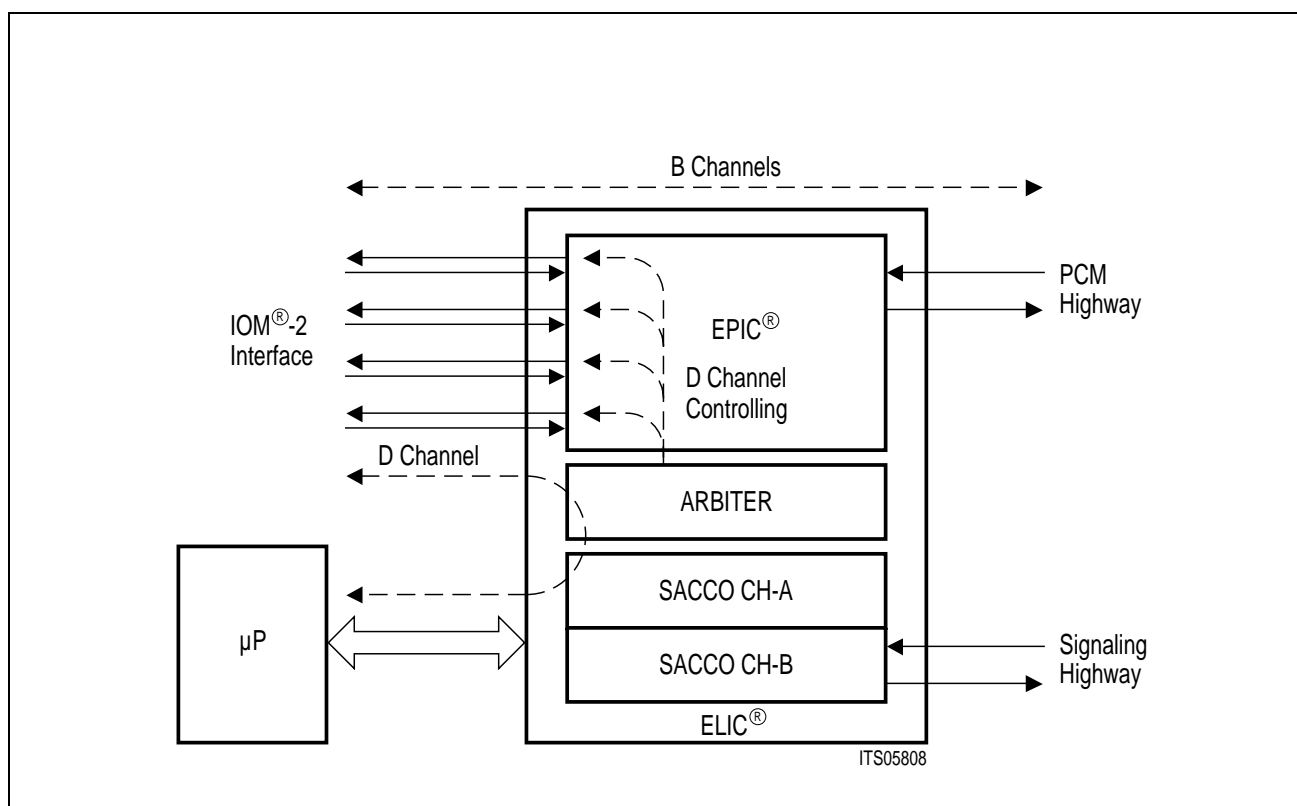 B Channels
PCM
Highway
IOM®-2
Interface
EPIC®
D Channel
Controlling
D Channel
ARBITER
SACCO CH-A
µP
SACCO CH-B
Signaling
Highway
ELIC®
ITS05808